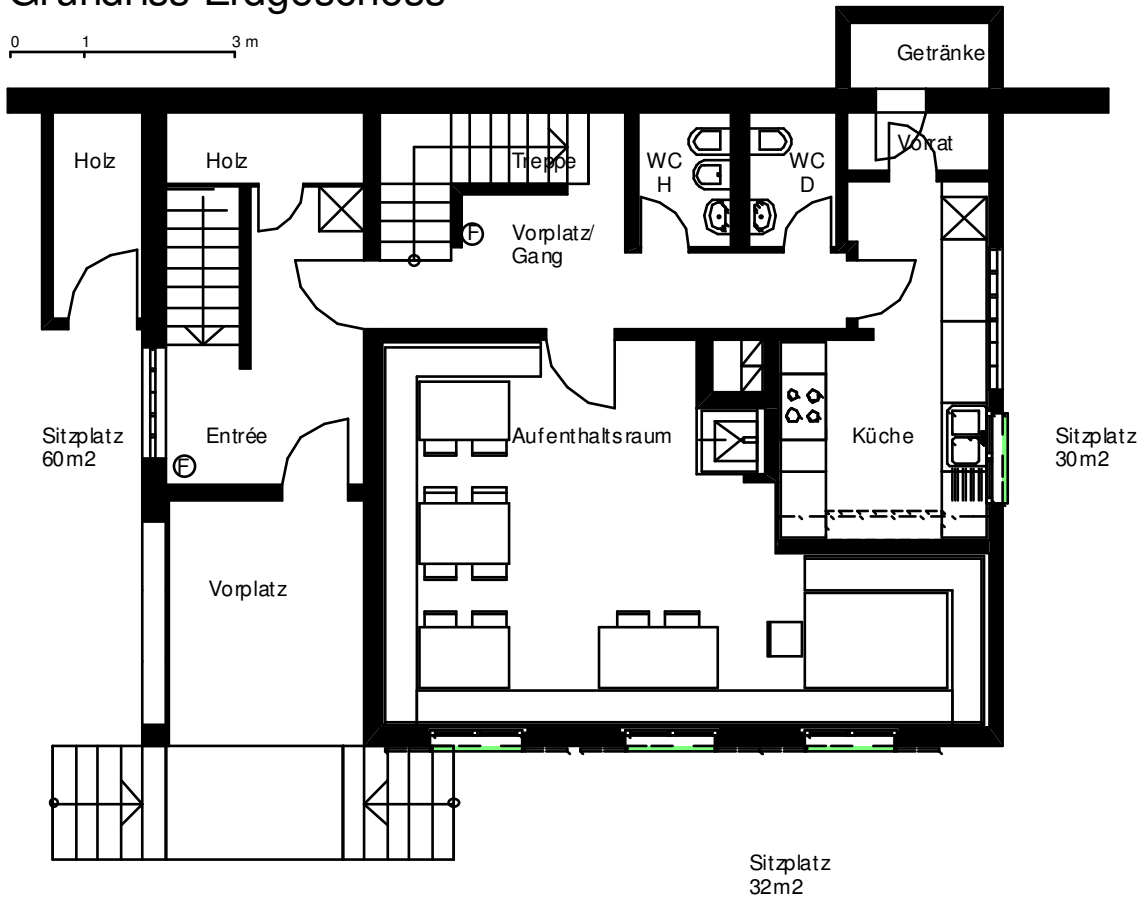 Grundriss Erdgeschoss
0 1 3 m
Getränke
Holz
Holz
Treppe
WC
H
WC
D
Vorrat
F
Vorplatz/
Gang
Sitzplatz
60m2
Entrée
F
Aufenthaltsraum
Küche
Sitzplatz
30m2
Vorplatz
Sitzplatz
32m2